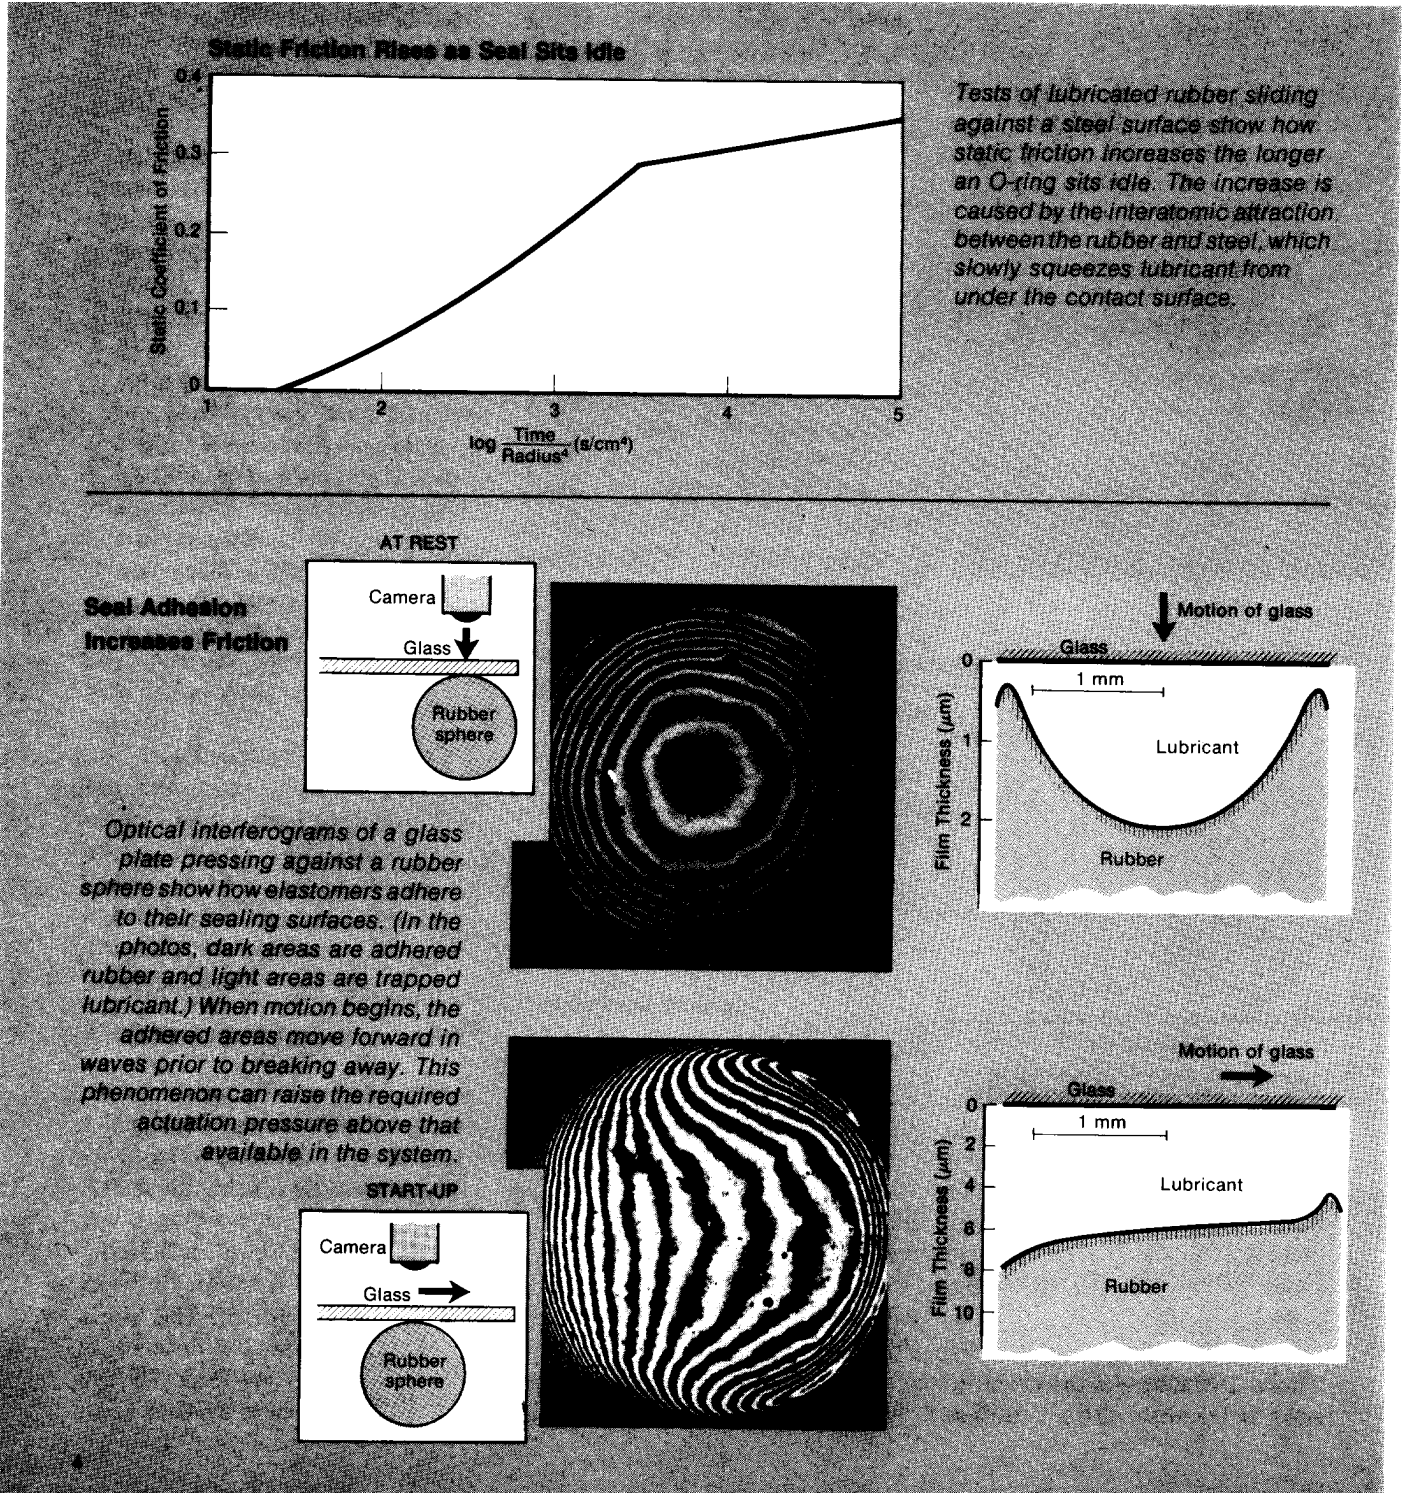 Static Friction Rises as Seal Sits Idle
0.4
0.3
0.2
0.1
0
Static Coefficient of Friction
1
2
3
4
5
log Time / Radius⁴ (s/cm⁴)
Tests of lubricated rubber sliding
against a steel surface show how
static friction increases the longer
an O-ring sits idle. The increase is
caused by the interatomic attraction
between the rubber and steel, which
slowly squeezes lubricant from
under the contact surface.
Seal Adhesion
Increases Friction
AT REST
Camera
Glass
Rubber
sphere
Motion of glass
Glass
0
1
2
Film Thickness (μm)
1 mm
Lubricant
Rubber
Optical interferograms of a glass
plate pressing against a rubber
sphere show how elastomers adhere
to their sealing surfaces. (In the
photos, dark areas are adhered
rubber and light areas are trapped
lubricant.) When motion begins, the
adhered areas move forward in
waves prior to breaking away. This
phenomenon can raise the required
actuation pressure above that
available in the system.
START-UP
Camera
Glass
Rubber
sphere
Motion of glass
Glass
0
2
4
6
8
10
Film Thickness (μm)
1 mm
Lubricant
Rubber
4